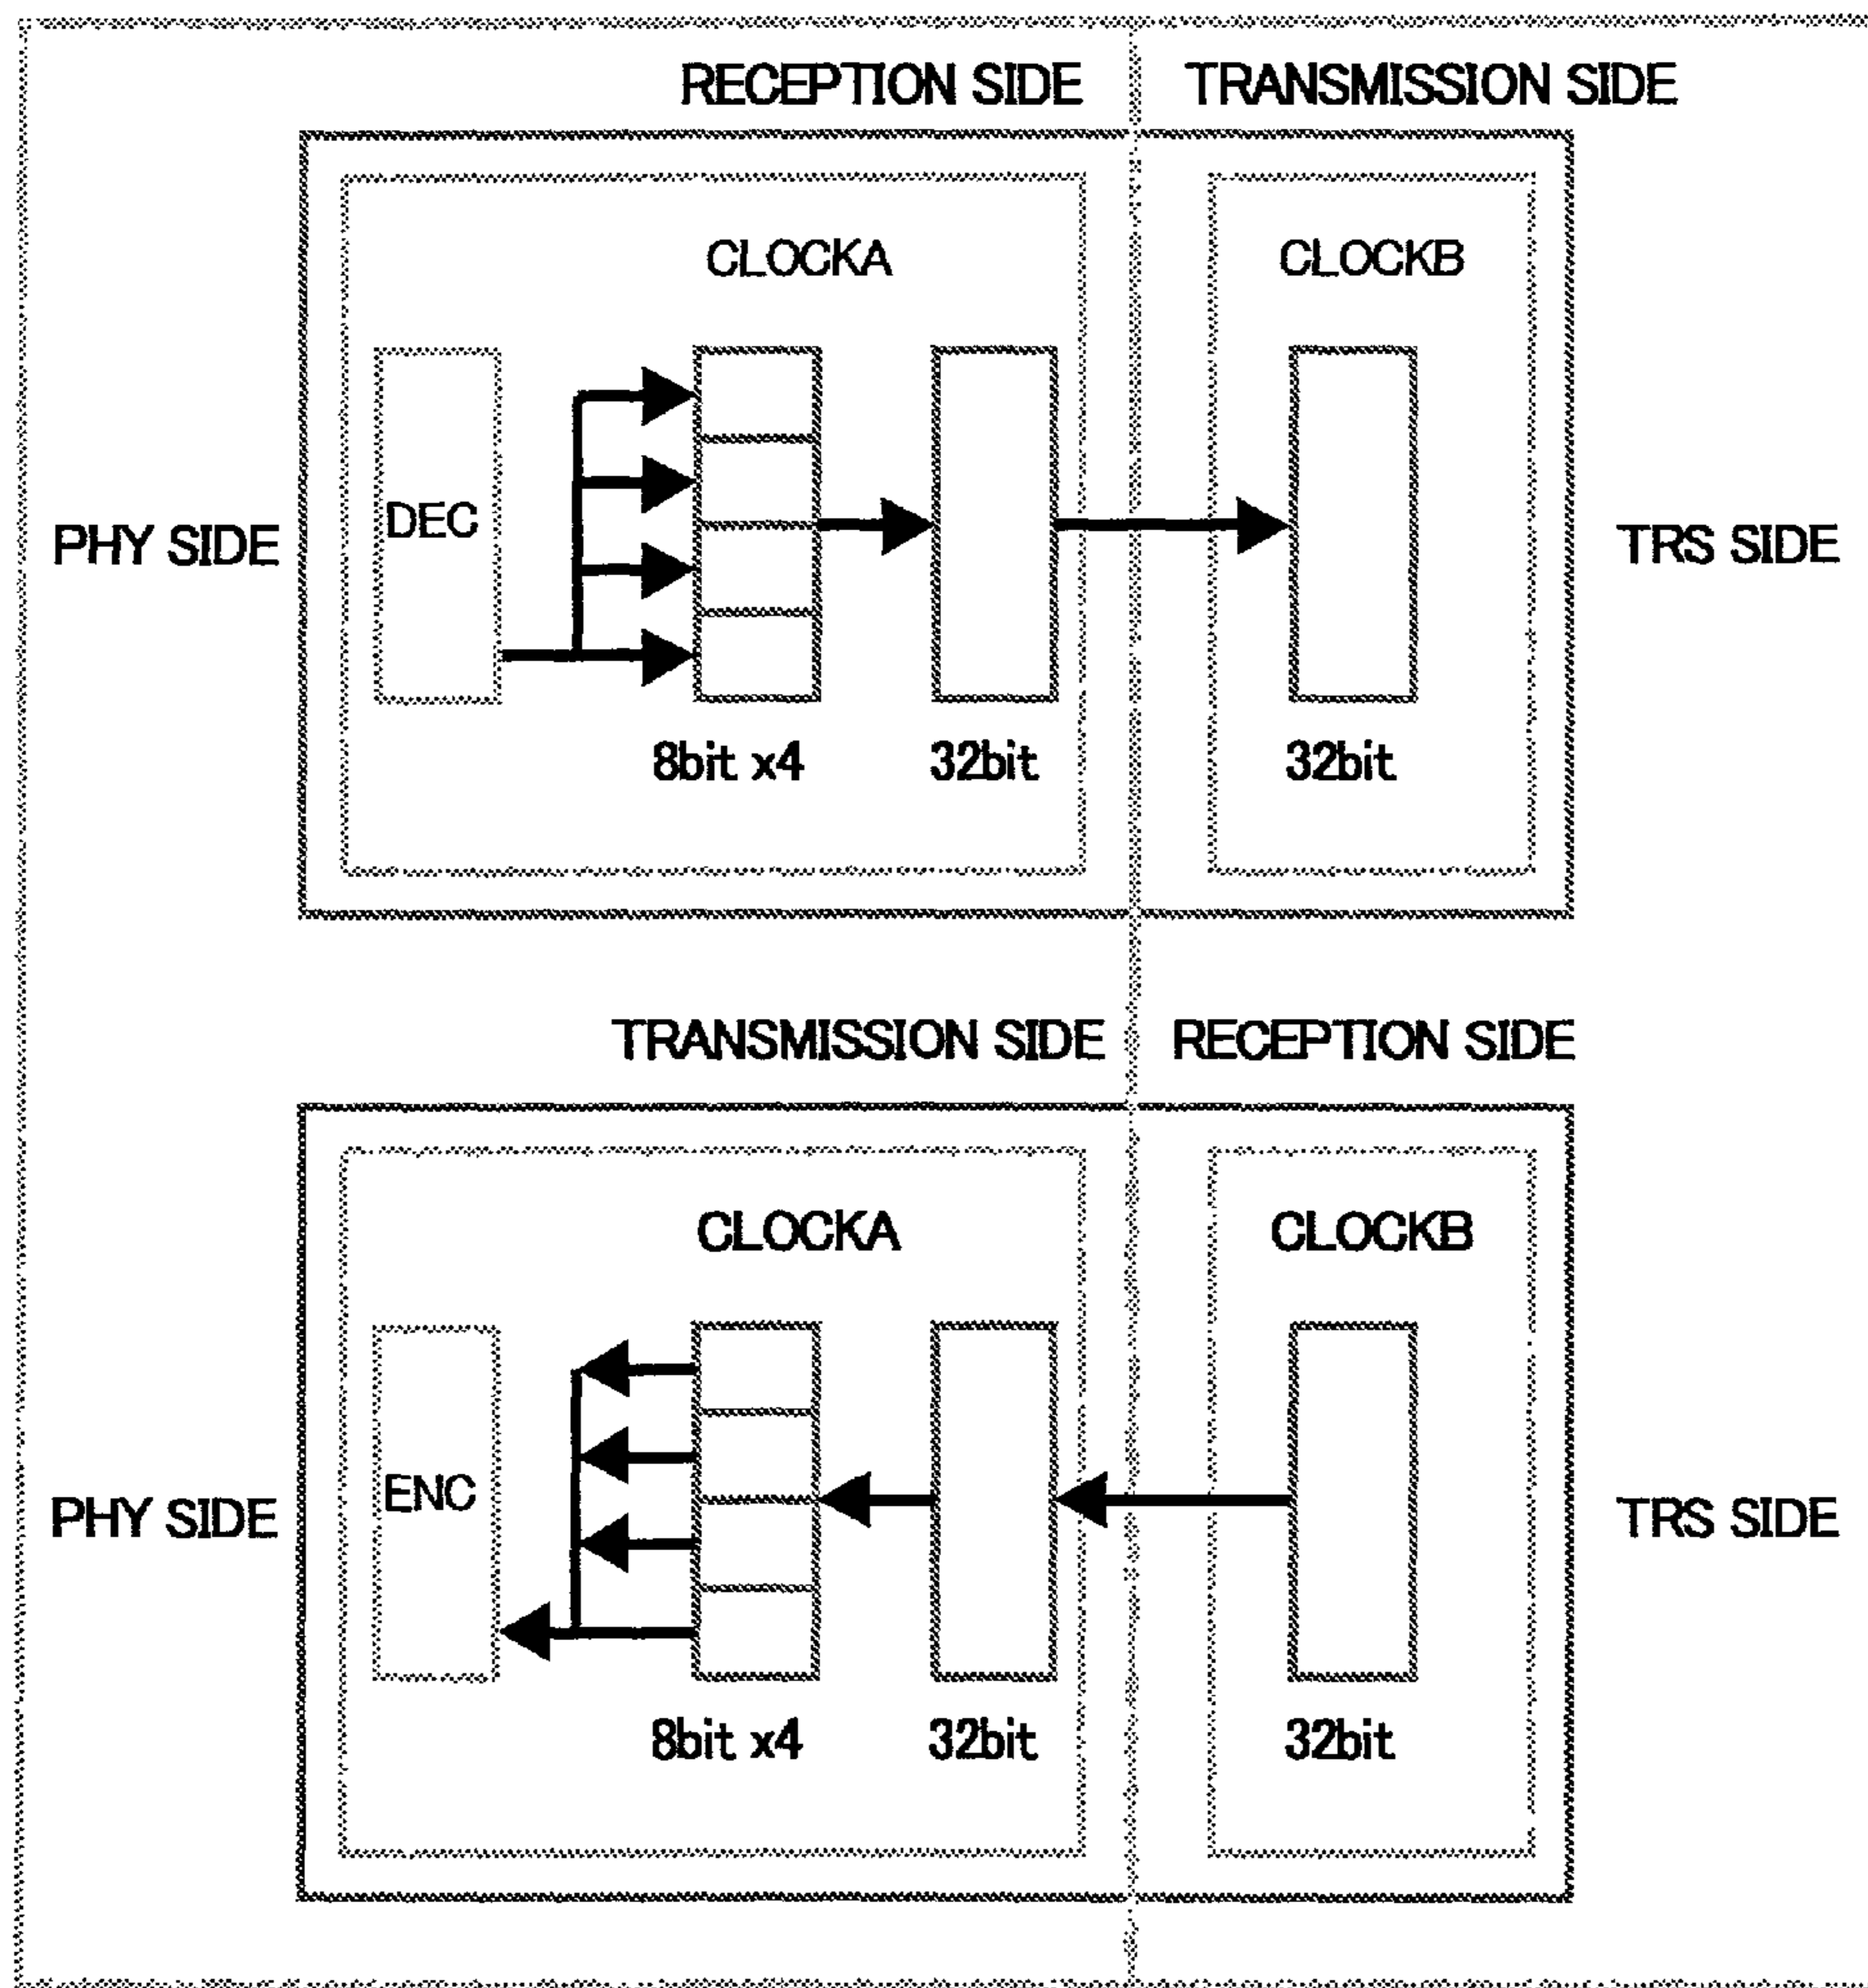 RECEPTION SIDE
TRANSMISSION SIDE
CLOCKA
CLOCKB
PHY SIDE
DEC
TRS SIDE
8bit x4
32bit
32bit
TRANSMISSION SIDE
RECEPTION SIDE
CLOCKA
CLOCKB
PHY SIDE
ENC
TRS SIDE
8bit x4
32bit
32bit